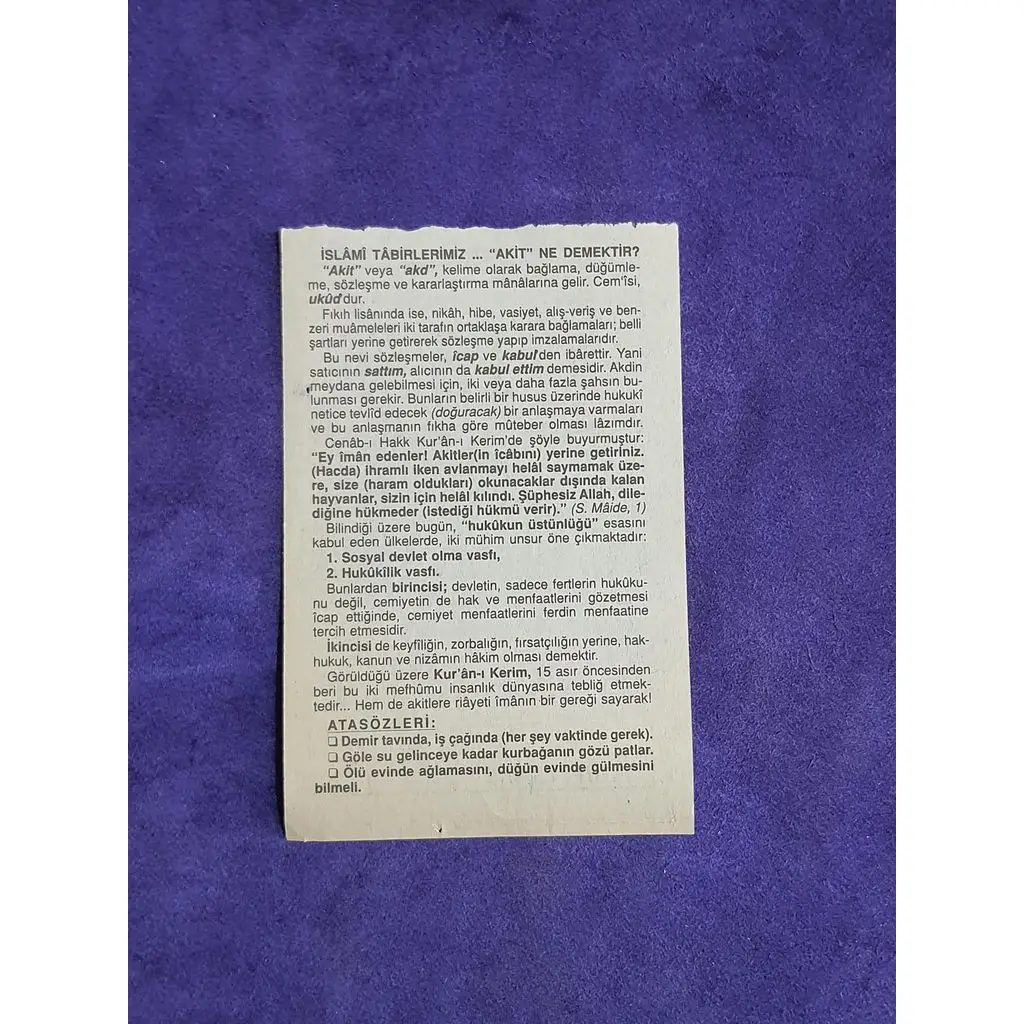 İSLÂMÎ TÂBİRLERİMİZ ... “AKİT” NE DEMEKTİR?
“Akit” veya “akd”, kelime olarak bağlama, düğümle-
me, sözleşme ve kararlaştırma mânâlarına gelir. Cem'îsi,
ukûd'dur.
Fıkıh lisânında ise, nikâh, hibe, vasiyet, alış-veriş ve ben-
zeri muâmeleleri iki tarafın ortaklaşa karara bağlamaları; belli
şartları yerine getirerek sözleşme yapıp imzalamalarıdır.
Bu nevi sözleşmeler, îcap ve kabul'den ibârettir. Yani
satıcının sattım, alıcının da kabul ettim demesidir. Akdin
meydana gelebilmesi için, iki veya daha fazla şahsın bu-
lunması gerekir. Bunların belirli bir husus üzerinde hukukî
netice tevlîd edecek (doğuracak) bir anlaşmaya varmaları
ve bu anlaşmanın fıkha göre mûteber olması lâzımdır.
Cenâb-ı Hakk Kur'ân-ı Kerim'de şöyle buyurmuştur:
“Ey îmân edenler! Akitler(in îcâbını) yerine getiriniz.
(Hacda) ihramlı iken avlanmayı helâl saymamak üze-
re, size (haram oldukları) okunacaklar dışında kalan
hayvanlar, sizin için helâl kılındı. Şüphesiz Allah, dile-
diğine hükmeder (istediği hükmü verir).” (S. Mâide, 1)
Bilindiği üzere bugün, “hukûkun üstünlüğü” esasını
kabul eden ülkelerde, iki mühim unsur öne çıkmaktadır:
1. Sosyal devlet olma vasfı,
2. Hukûkîlik vasfı.
Bunlardan birincisi; devletin, sadece fertlerin hukûku-
nu değil, cemiyetin de hak ve menfaatlerini gözetmesi
îcap ettiğinde, cemiyet menfaatlerini ferdin menfaatine
tercih etmesidir.
İkincisi de keyfîliğin, zorbalığın, fırsatçılığın yerine, hak-
hukuk, kanun ve nizâmın hâkim olması demektir.
Görüldüğü üzere Kur'ân-ı Kerim, 15 asır öncesinden
beri bu iki mefhûmu insanlık dünyasına tebliğ etmek-
tedir... Hem de akitlere riâyeti îmânın bir gereği sayarak!
ATASÖZLERİ:
❏ Demir tavında, iş çağında (her şey vaktinde gerek).
❏ Göle su gelinceye kadar kurbağanın gözü patlar.
❏ Ölü evinde ağlamasını, düğün evinde gülmesini
bilmeli.